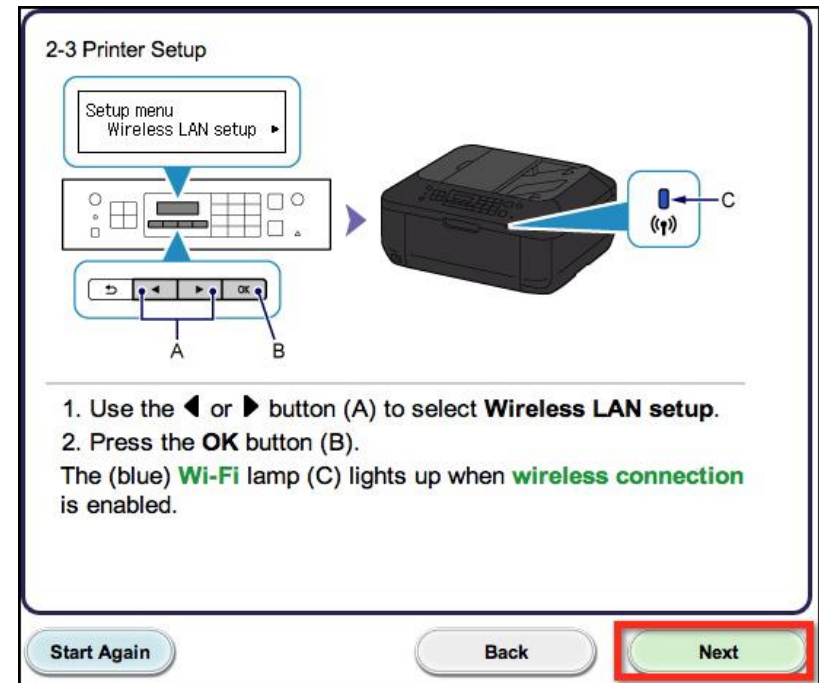 2-3 Printer Setup
Setup menu
Wireless LAN setup
C
OK
A
B
1. Use the ◀ or ▶ button (A) to select Wireless LAN setup.
2. Press the OK button (B).
The (blue) Wi-Fi lamp (C) lights up when wireless connection
is enabled.
Start Again
Back
Next